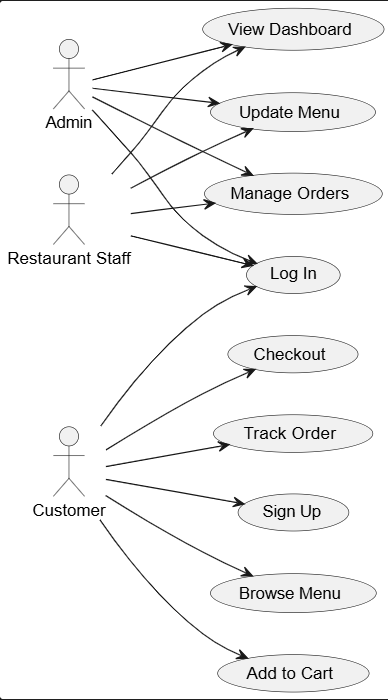 View Dashboard
Admin
Update Menu
Manage Orders
Restaurant Staff
Log In
Checkout
Track Order
Customer
Sign Up
Browse Menu
Add to Cart